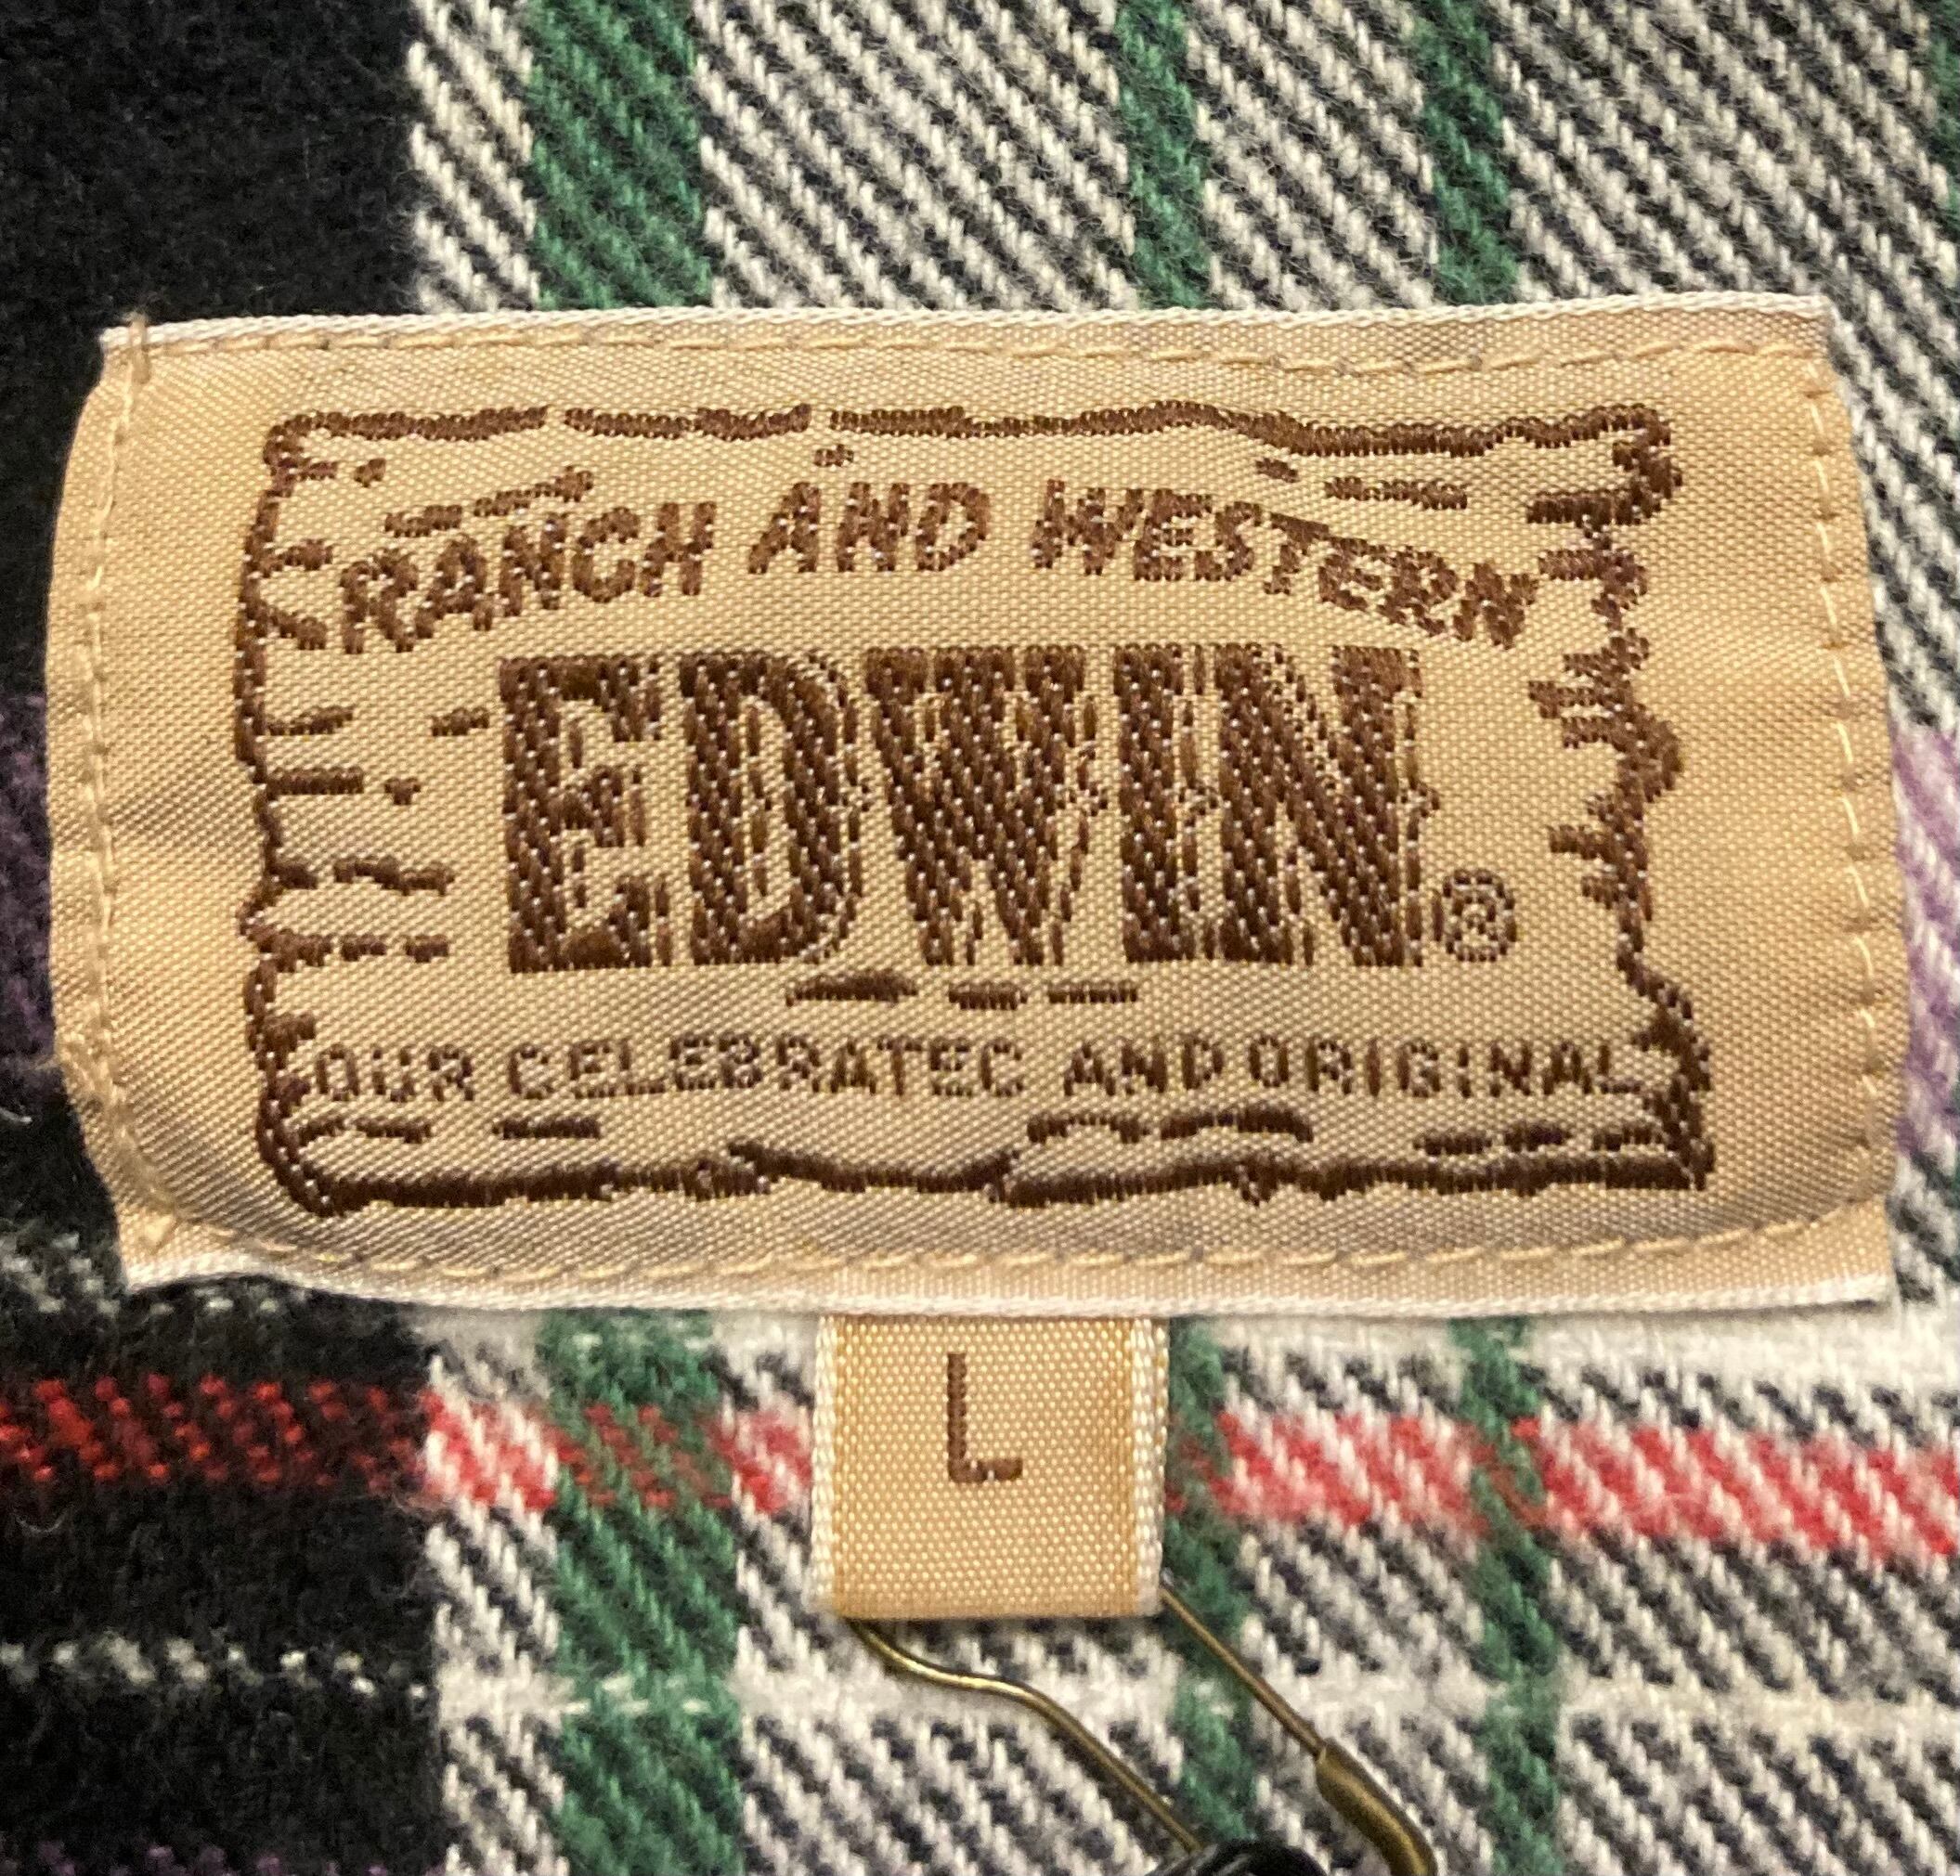 RANCH AND WESTERN
EDWIN®
OUR CELEBRATEC AND ORIGINAL
L